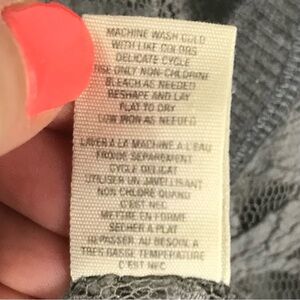 MACHINE WASH COLD
WITH LIKE COLORS
DELICATE CYCLE
USE ONLY NON-CHLORINE
BLEACH AS NEEDED
RESHAPE AND LAY
FLAT TO DRY
LOW IRON AS NEEDED
LAVER A LA MACHINE A L'EAU
FROIDE SEPAREMENT
CYCLE DELICAT
UTILISER UN JAVELLISANT
NON CHLORE QUAND
C'EST NEC
METTRE EN FORME
SECHER A PLAT
REPASSER AU BESOIN, A
TRES BASSE TEMPERATURE
C'EST NEC